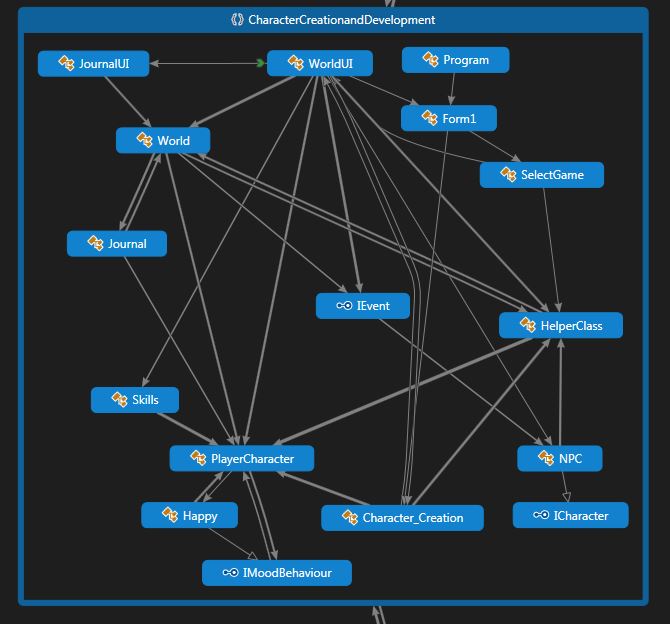 CharacterCreationandDevelopment
JournalUI
WorldUI
Program
Form1
World
SelectGame
Journal
IEvent
HelperClass
Skills
PlayerCharacter
NPC
Happy
Character_Creation
ICharacter
IMoodBehaviour